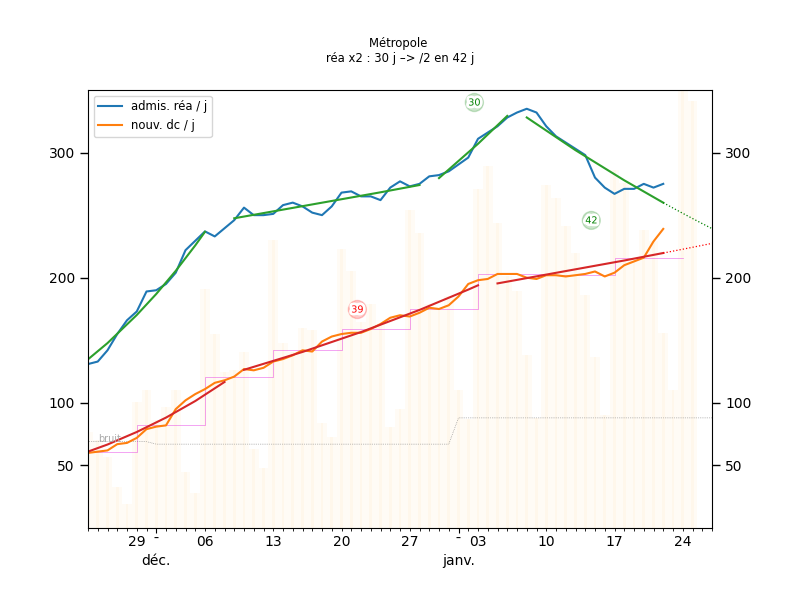 Métropole
réa x2 : 30 j –> /2 en 42 j
admis. réa / j
nouv. dc / j
30
42
39
bruit
300
200
100
50
300
200
100
50
29 - 06 13 20 27 - 03 10 17 24
déc. janv.